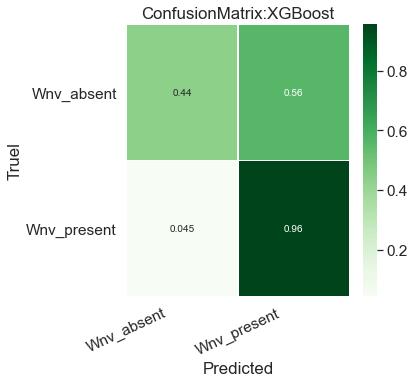 ConfusionMatrix:XGBoost
Wnv_absent
0.44
0.56
0.8
0.6
Truel
0.4
Wnv_present
0.045
0.96
0.2
Wnv_absent
Wnv_present
Predicted